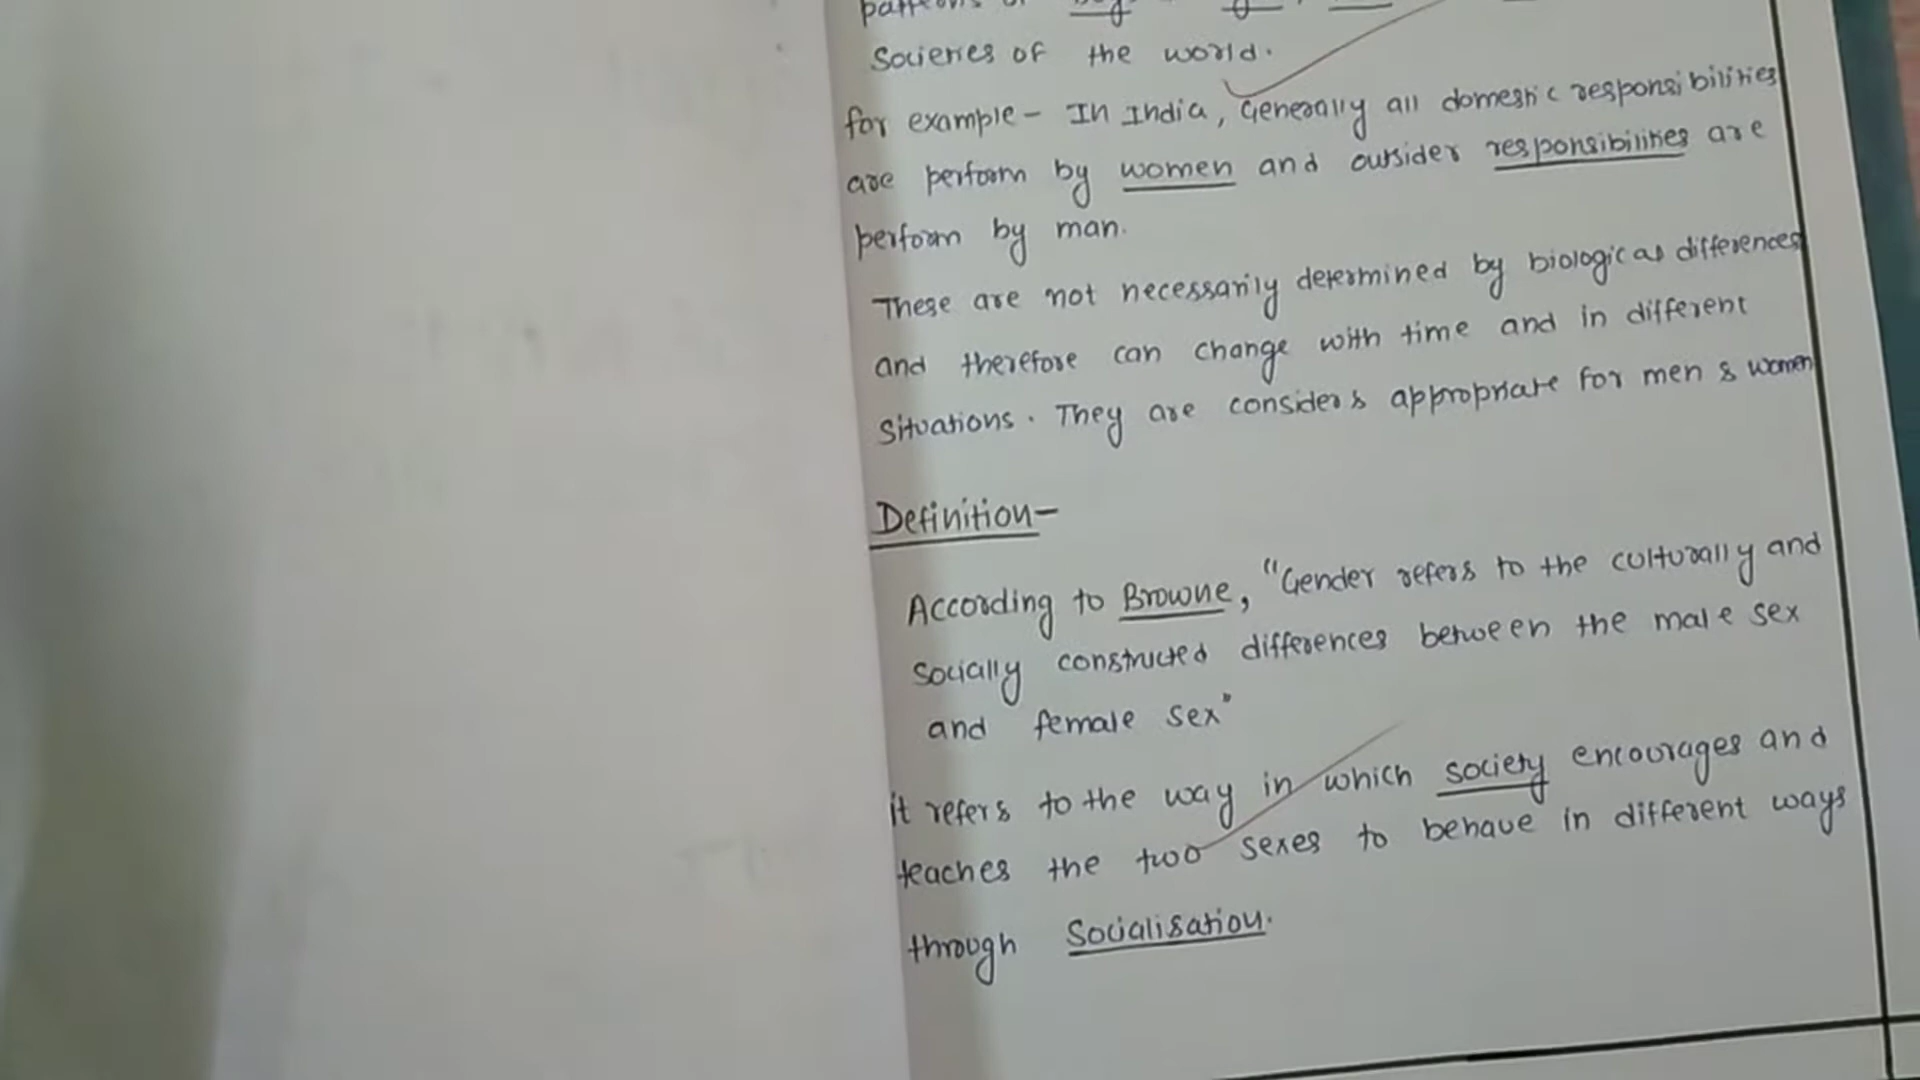 Societies of the world.
for example - In India, Generally all domestic responsibilities
are perform by women and outsider responsibilities are
perform by man.
These are not necessarily determined by biological differences
and therefore can change with time and in different
situations. They are considers appropriate for men & women
Definition-
According to Browne, "Gender refers to the culturally and
socially constructed differences between the male sex
and female sex"
it refers to the way in which society encourages and
teaches the two sexes to behave in different ways
through Socialisation.